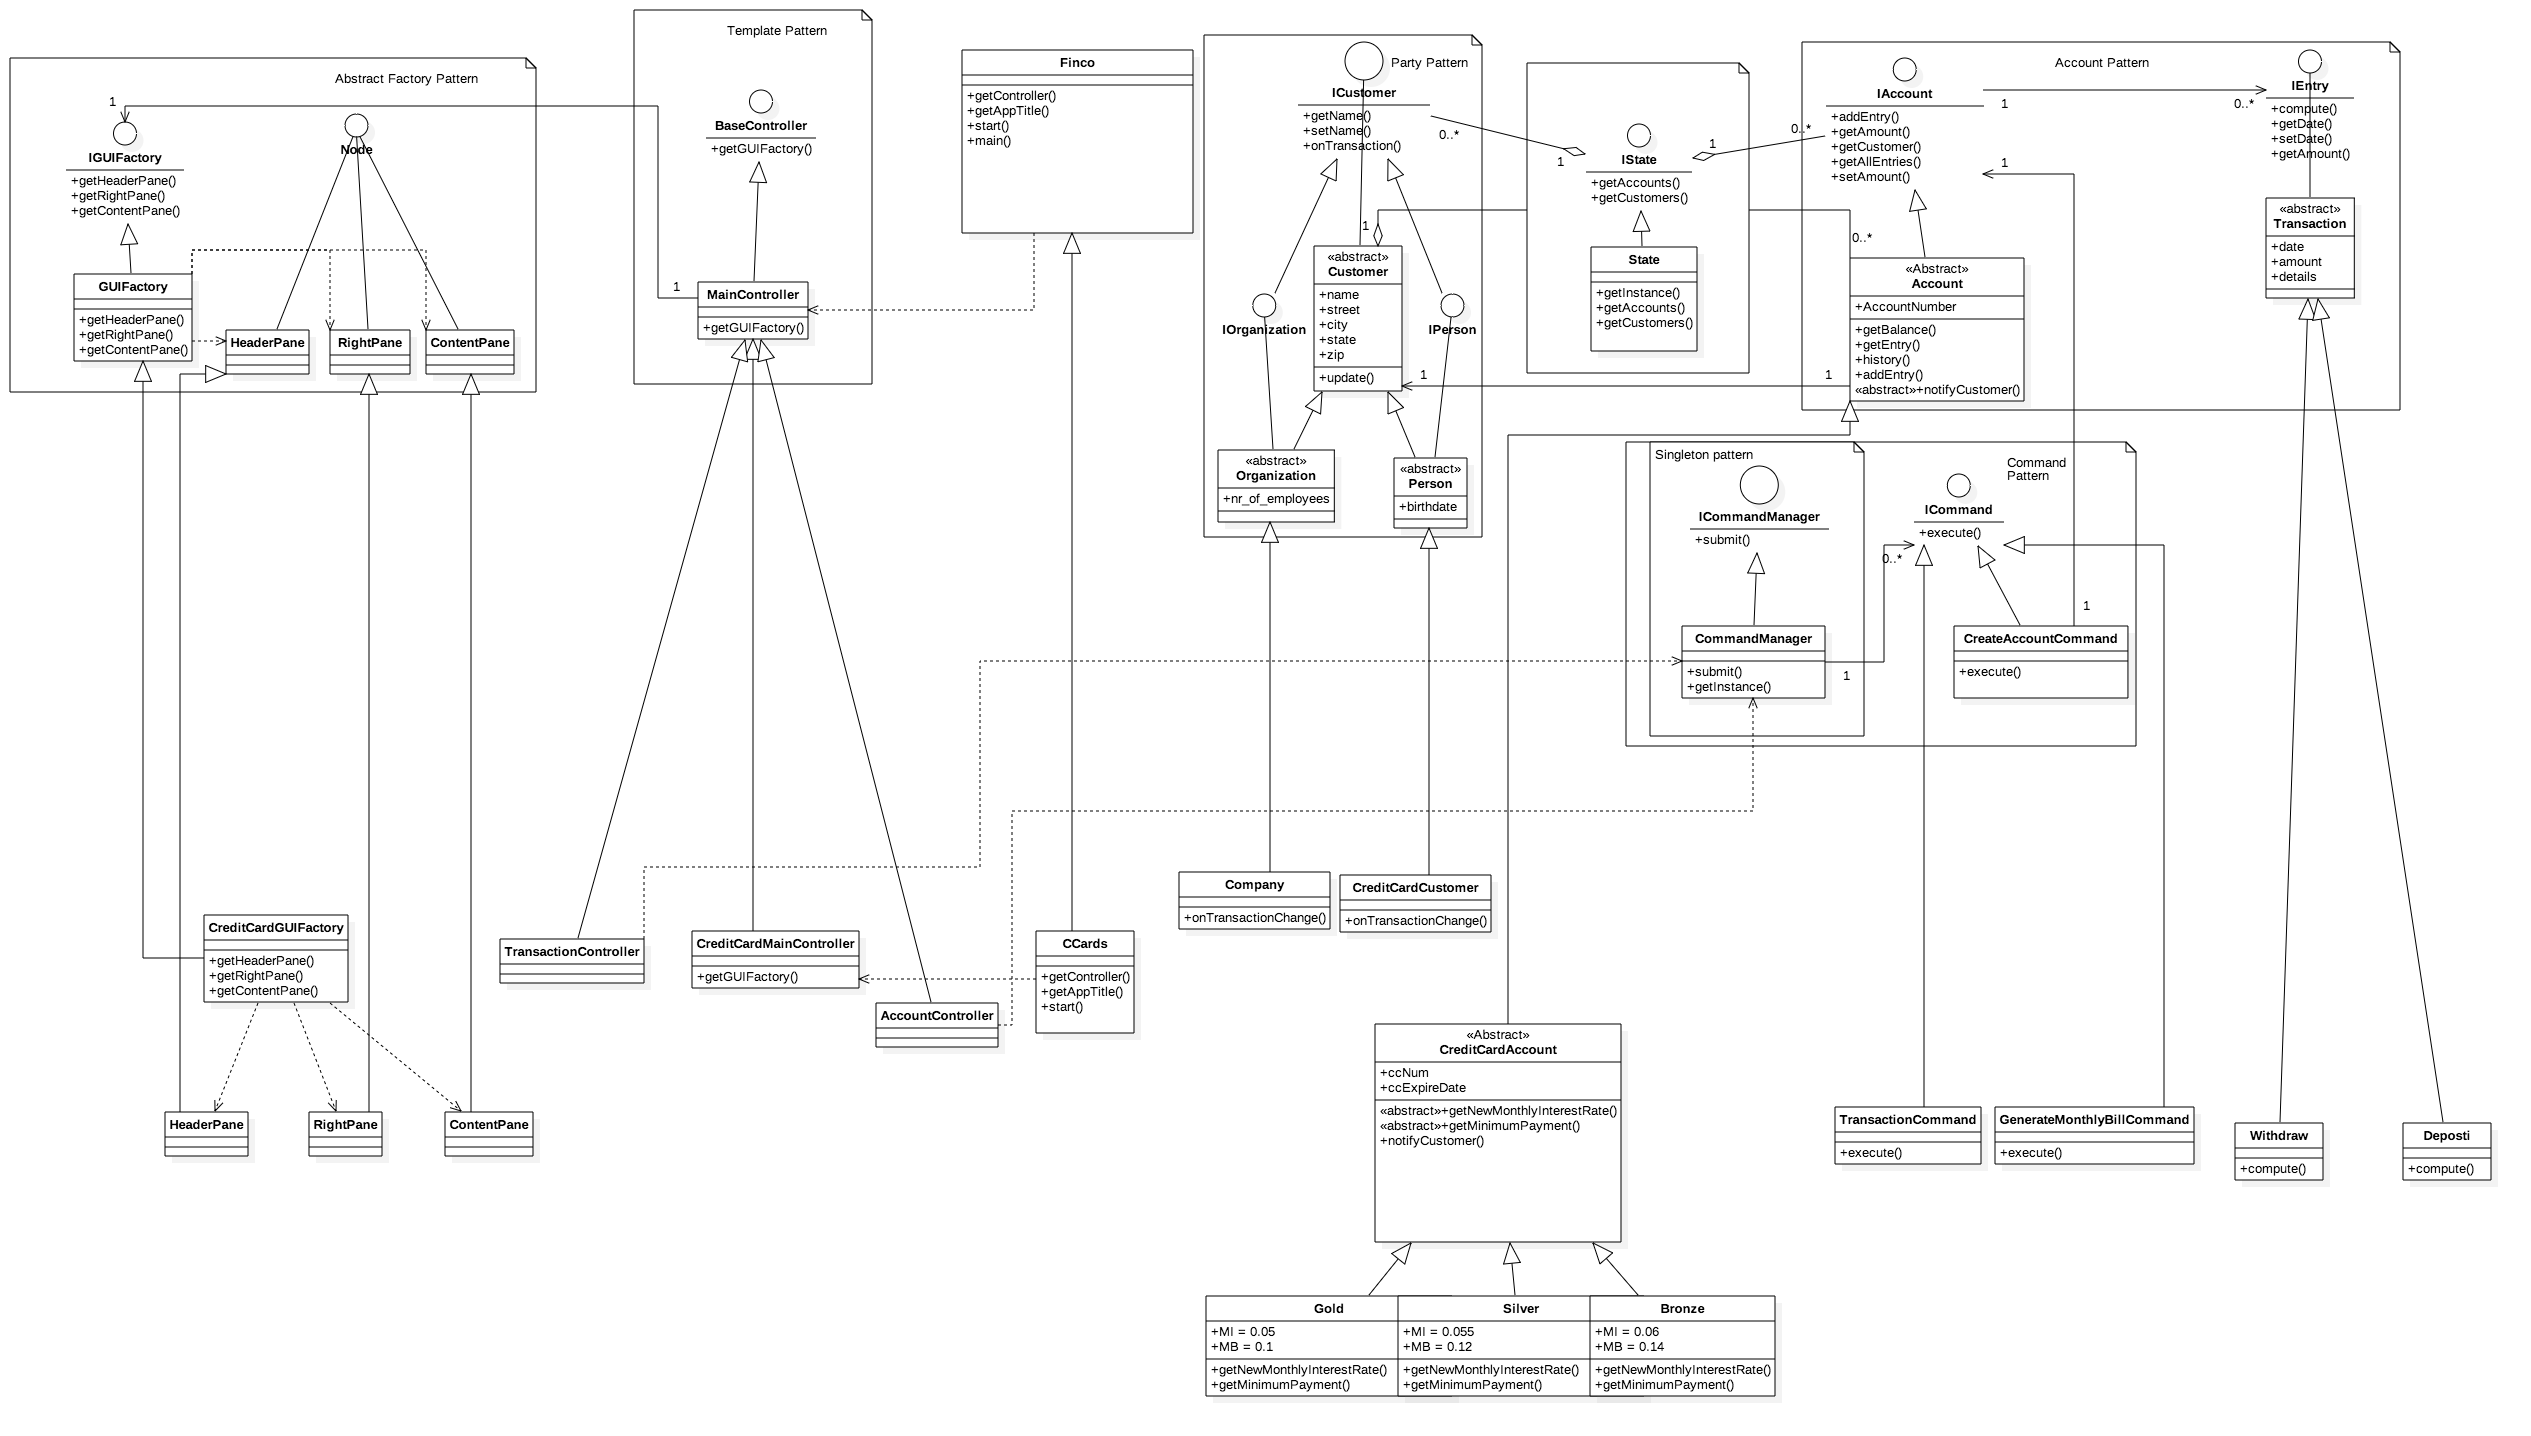 Abstract Factory Pattern
1
IGUIFactory
+getHeaderPane()
+getRightPane()
+getContentPane()
Node
GUIFactory
+getHeaderPane()
+getRightPane()
+getContentPane()
HeaderPane
RightPane
ContentPane
Template Pattern
BaseController
+getGUIFactory()
1
MainController
+getGUIFactory()
Finco
+getController()
+getAppTitle()
+start()
+main()
Party Pattern
ICustomer
+getName()
+setName()
+onTransaction()
0..*
1
1
IOrganization
IPerson
«abstract»
Customer
+name
+street
+city
+state
+zip
+update()
1
«abstract»
Organization
+nr_of_employees
«abstract»
Person
+birthdate
IState
+getAccounts()
+getCustomers()
1
0..*
State
+getInstance()
+getAccounts()
+getCustomers()
Account Pattern
IAccount
+addEntry()
+getAmount()
+getCustomer()
+getAllEntries()
+setAmount()
1
0..*
1
IEntry
+compute()
+getDate()
+setDate()
+getAmount()
«abstract»
Transaction
+date
+amount
+details
0..*
«Abstract»
Account
+AccountNumber
+getBalance()
+getEntry()
+history()
+addEntry()
«abstract»+notifyCustomer()
1
Singleton pattern
ICommandManager
+submit()
CommandManager
+submit()
+getInstance()
1
0..*
Command
Pattern
ICommand
+execute()
1
CreateAccountCommand
+execute()
CreditCardGUIFactory
+getHeaderPane()
+getRightPane()
+getContentPane()
HeaderPane
RightPane
ContentPane
TransactionController
CreditCardMainController
+getGUIFactory()
AccountController
CCards
+getController()
+getAppTitle()
+start()
Company
+onTransactionChange()
CreditCardCustomer
+onTransactionChange()
«Abstract»
CreditCardAccount
+ccNum
+ccExpireDate
«abstract»+getNewMonthlyInterestRate()
«abstract»+getMinimumPayment()
+notifyCustomer()
Gold
+MI = 0.05
+MB = 0.1
+getNewMonthlyInterestRate()
+getMinimumPayment()
Silver
+MI = 0.055
+MB = 0.12
+getNewMonthlyInterestRate()
+getMinimumPayment()
Bronze
+MI = 0.06
+MB = 0.14
+getNewMonthlyInterestRate()
+getMinimumPayment()
TransactionCommand
+execute()
GenerateMonthlyBillCommand
+execute()
Withdraw
+compute()
Deposti
+compute()